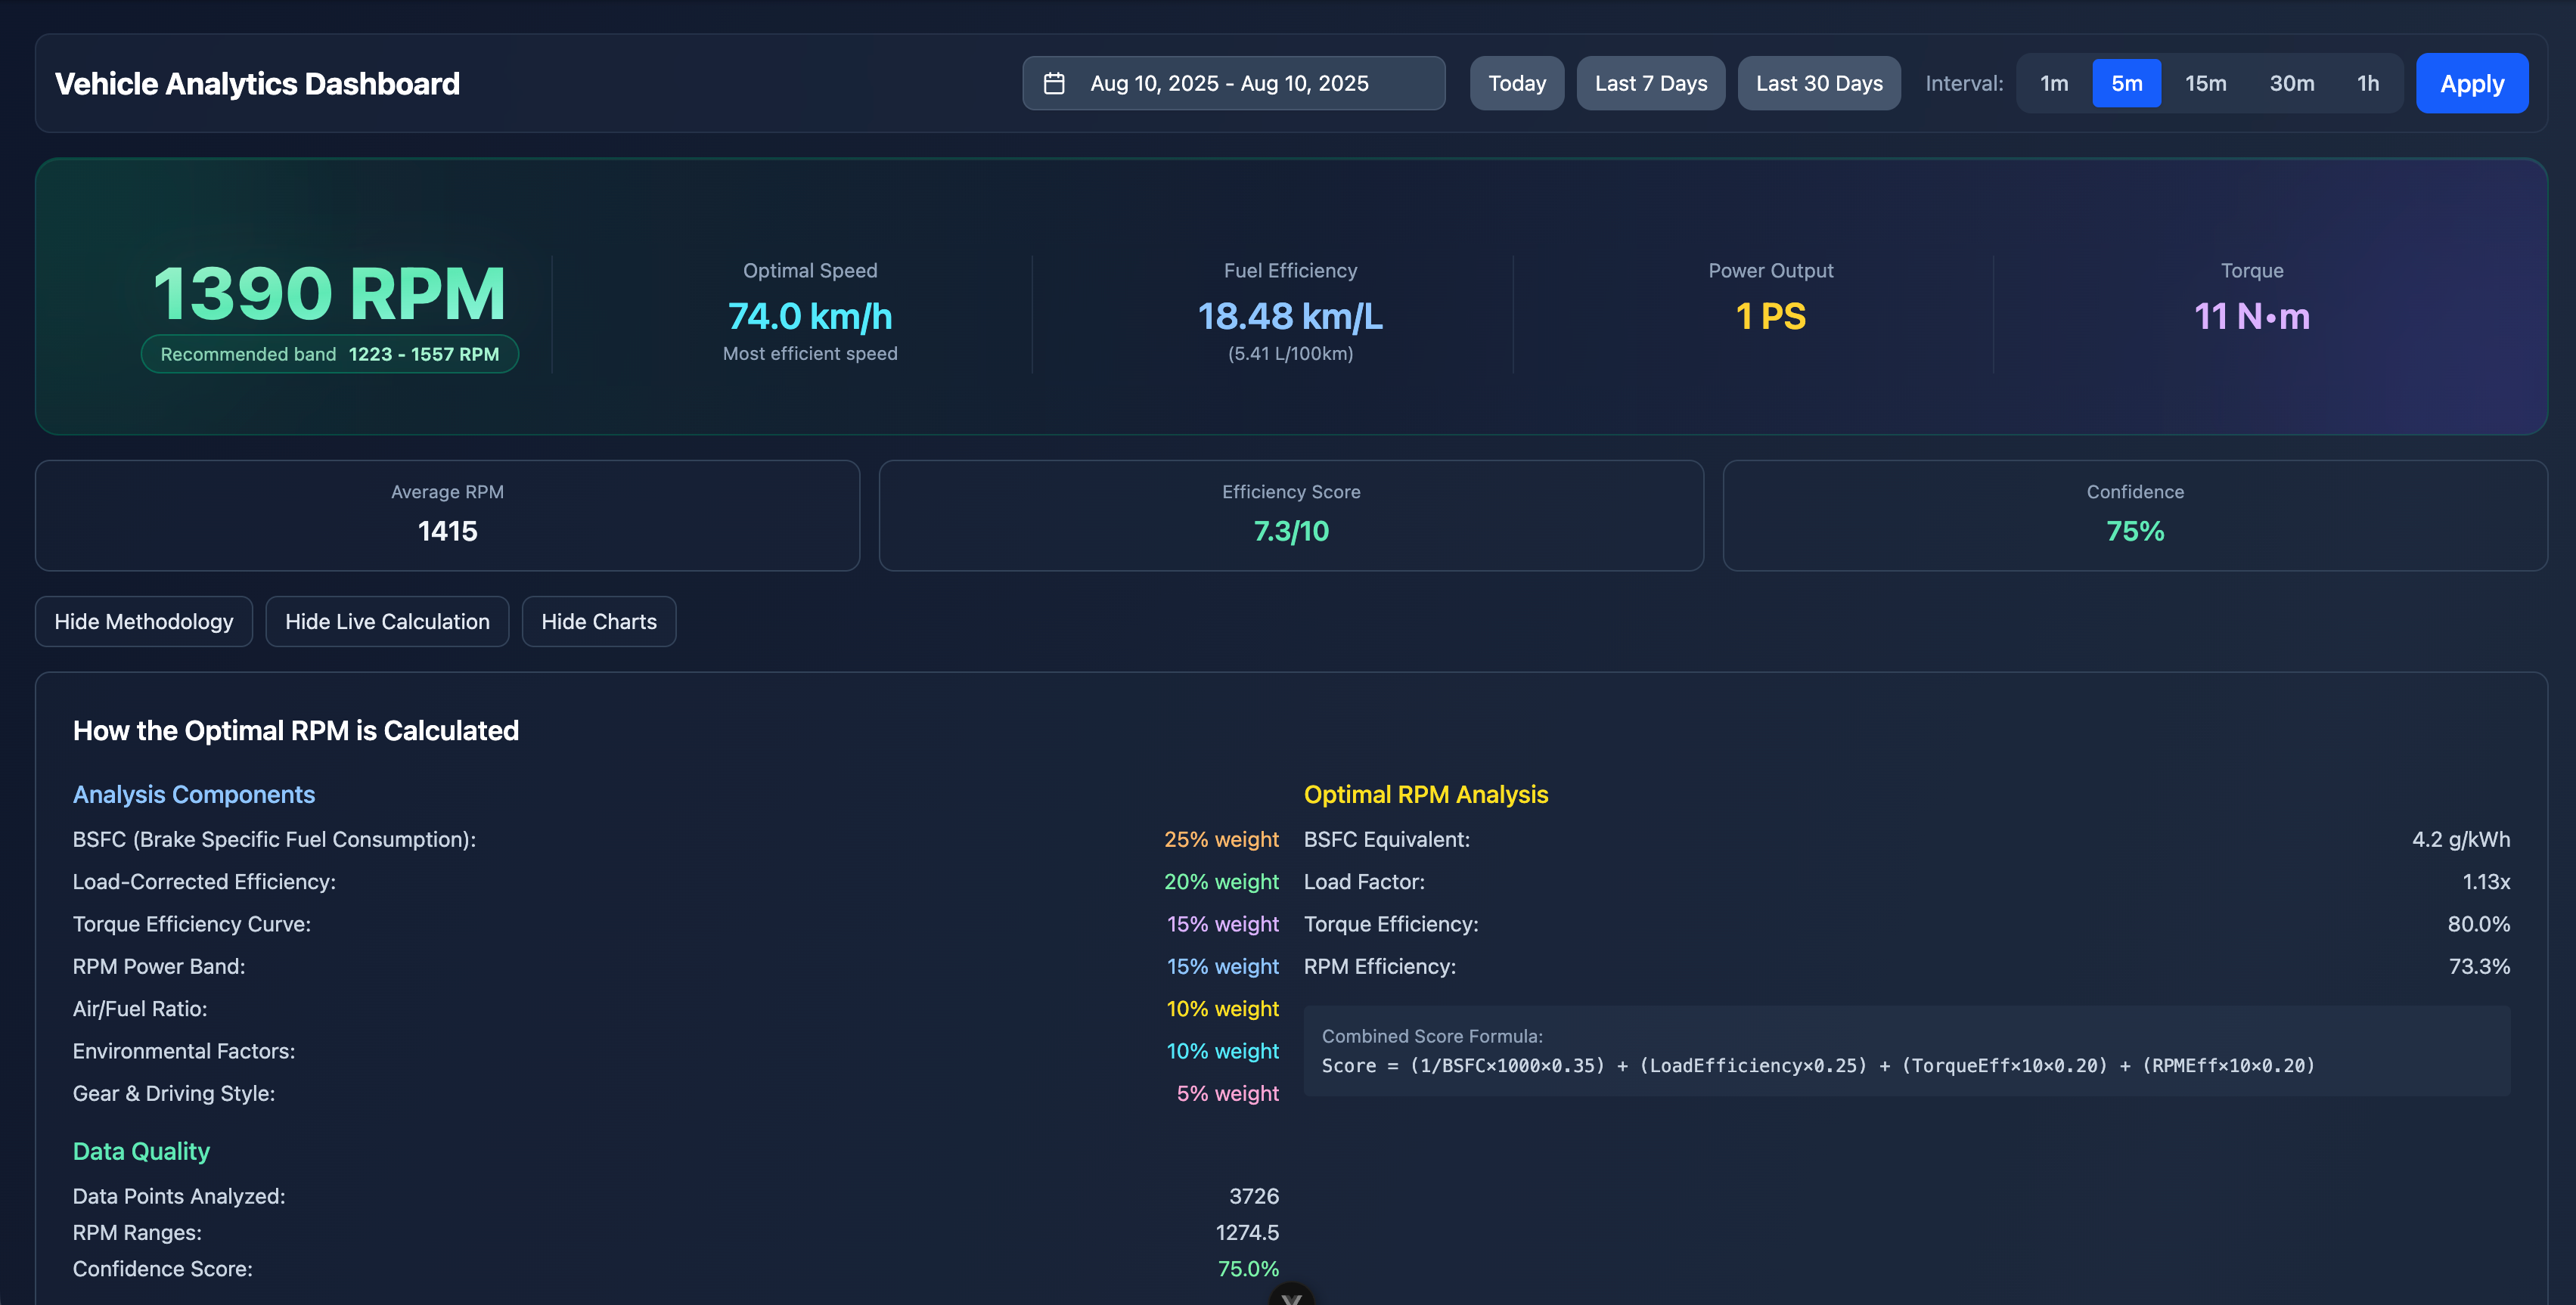 Vehicle Analytics Dashboard
Aug 10, 2025 - Aug 10, 2025
Today
Last 7 Days
Last 30 Days
Interval:
1m
5m
15m
30m
1h
Apply
1390 RPM
Recommended band 1223 - 1557 RPM
Optimal Speed
74.0 km/h
Most efficient speed
Fuel Efficiency
18.48 km/L
(5.41 L/100km)
Power Output
1 PS
Torque
11 N•m
Average RPM
1415
Efficiency Score
7.3/10
Confidence
75%
Hide Methodology
Hide Live Calculation
Hide Charts
How the Optimal RPM is Calculated
Analysis Components
BSFC (Brake Specific Fuel Consumption): 25% weight
Load-Corrected Efficiency: 20% weight
Torque Efficiency Curve: 15% weight
RPM Power Band: 15% weight
Air/Fuel Ratio: 10% weight
Environmental Factors: 10% weight
Gear & Driving Style: 5% weight
Data Quality
Data Points Analyzed: 3726
RPM Ranges: 1274.5
Confidence Score: 75.0%
Optimal RPM Analysis
BSFC Equivalent: 4.2 g/kWh
Load Factor: 1.13x
Torque Efficiency: 80.0%
RPM Efficiency: 73.3%
Combined Score Formula:
Score = (1/BSFC×1000×0.35) + (LoadEfficiency×0.25) + (TorqueEff×10×0.20) + (RPMEff×10×0.20)